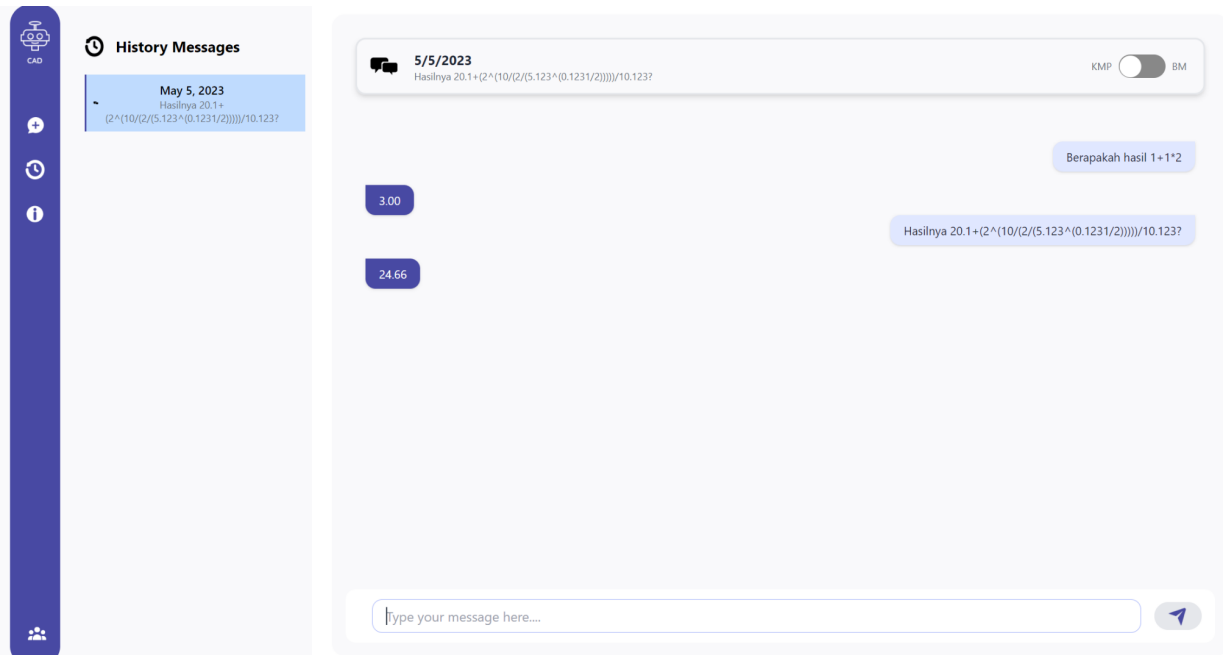 CAD
History Messages
May 5, 2023
Hasilnya 20.1+
(2^(10/(2/(5.123^(0.1231/2)))))/10.123?
5/5/2023
Hasilnya 20.1+(2^(10/(2/(5.123^(0.1231/2)))))/10.123?
KMP BM
Berapakah hasil 1+1*2
3.00
Hasilnya 20.1+(2^(10/(2/(5.123^(0.1231/2)))))/10.123?
24.66
Type your message here....